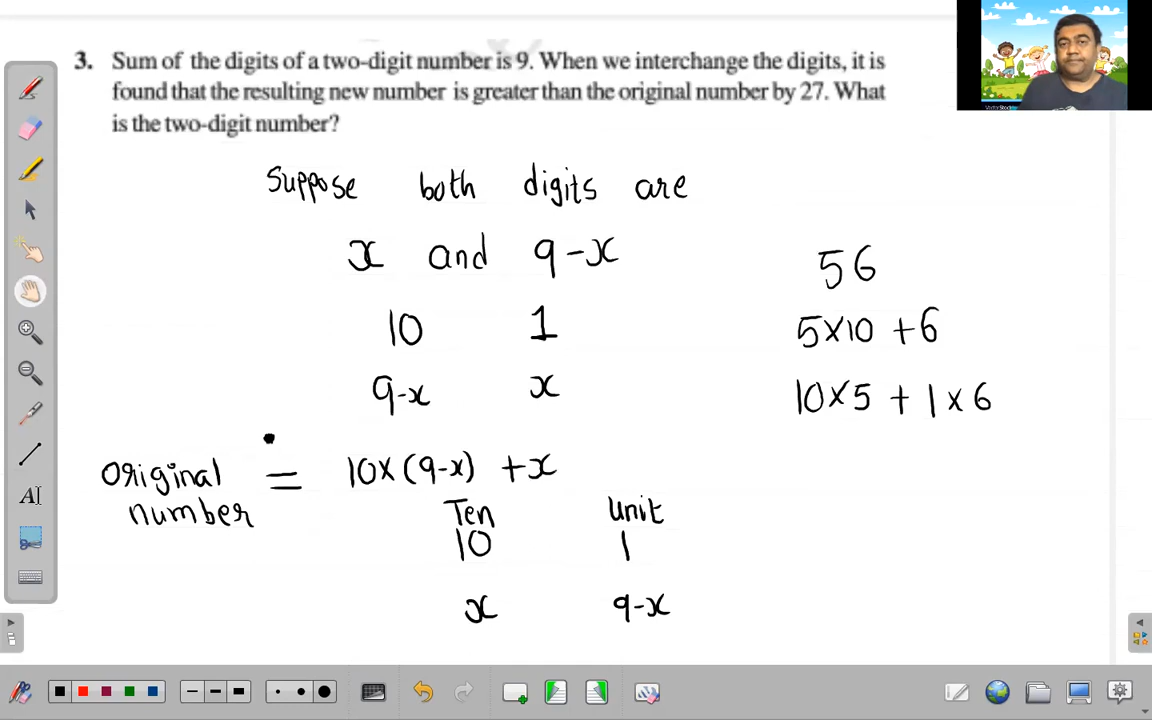 3. Sum of the digits of a two-digit number is 9. When we interchange the digits, it is
found that the resulting new number is greater than the original number by 27. What
is the two-digit number?
Suppose both digits are
x and 9-x
10 1
9-x x
56
5×10 +6
10×5 + 1×6
Original = 10×(9-x) +x
number
Ten Unit
10 1
x 9-x